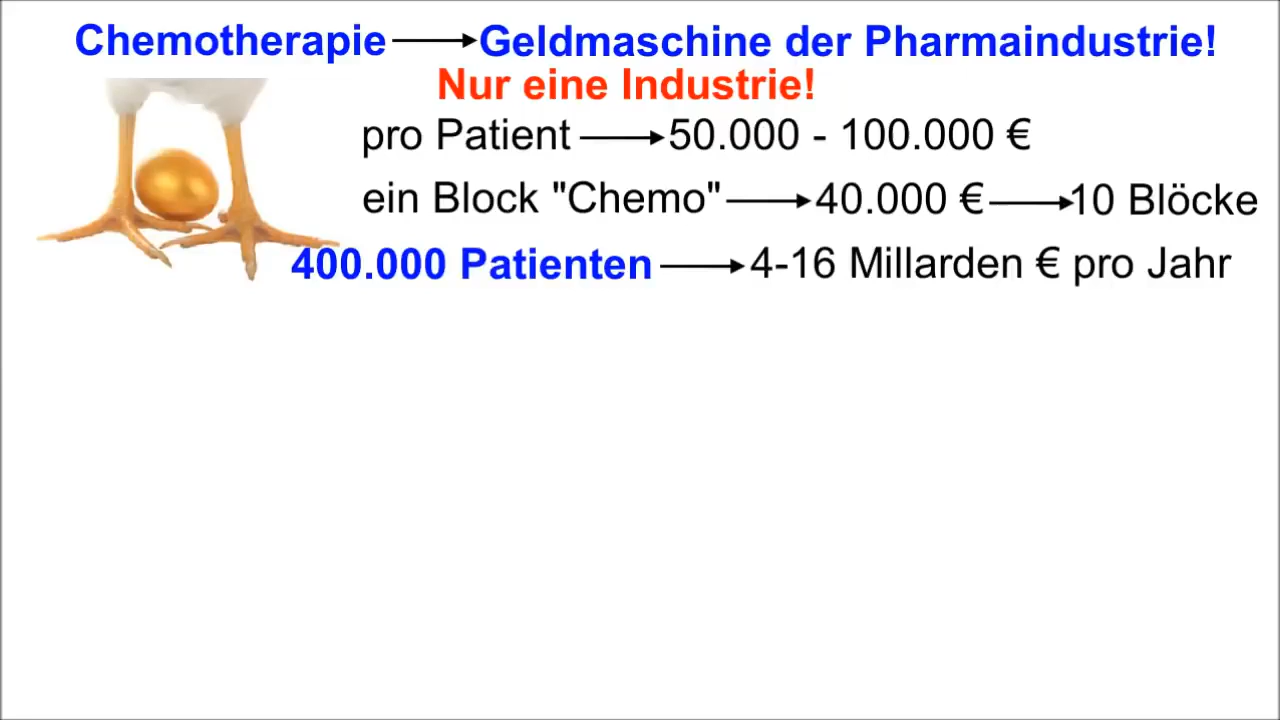 Chemotherapie Geldmaschine der Pharmaindustrie!
Nur eine Industrie!
pro Patient 50.000 - 100.000 €
ein Block "Chemo" 40.000 € 10 Blöcke
400.000 Patienten 4-16 Millarden € pro Jahr